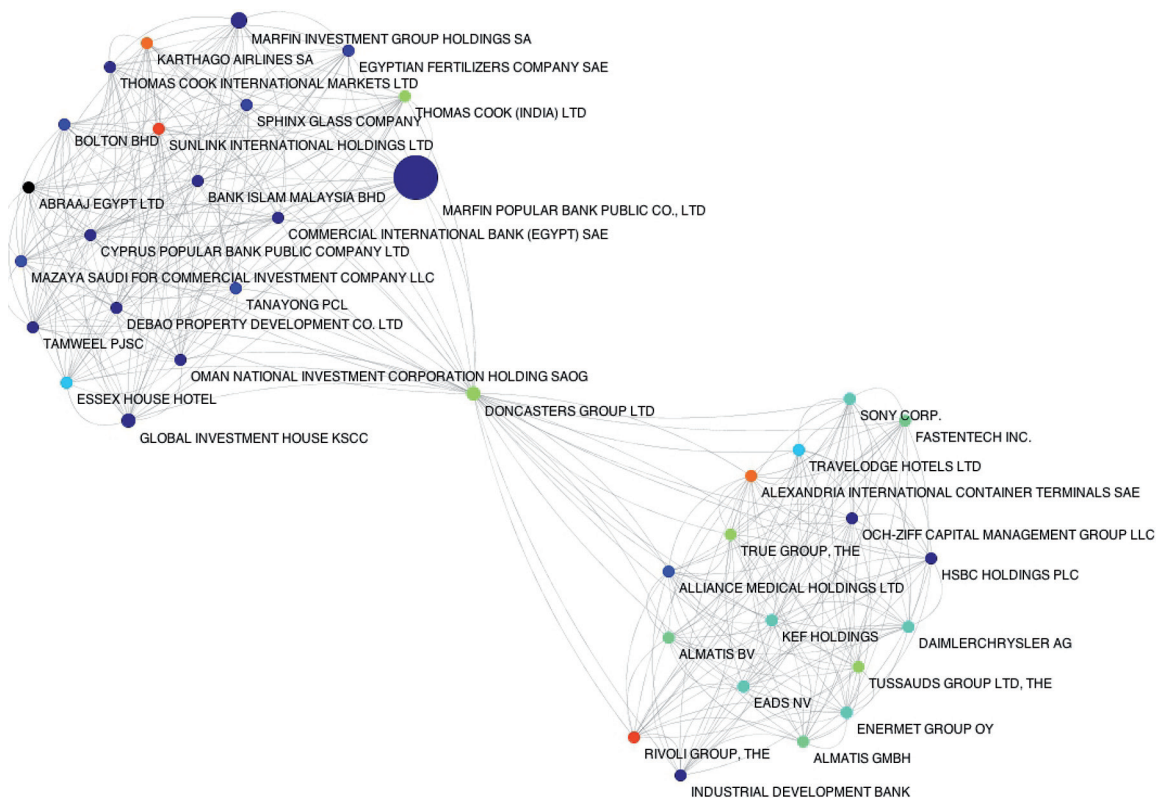 MARFIN INVESTMENT GROUP HOLDINGS SA
KARTHAGO AIRLINES SA
EGYPTIAN FERTILIZERS COMPANY SAE
THOMAS COOK INTERNATIONAL MARKETS LTD
THOMAS COOK (INDIA) LTD
SPHINX GLASS COMPANY
BOLTON BHD
SUNLINK INTERNATIONAL HOLDINGS LTD
BANK ISLAM MALAYSIA BHD
ABRAAJ EGYPT LTD
MARFIN POPULAR BANK PUBLIC CO., LTD
COMMERCIAL INTERNATIONAL BANK (EGYPT) SAE
CYPRUS POPULAR BANK PUBLIC COMPANY LTD
MAZAYA SAUDI FOR COMMERCIAL INVESTMENT COMPANY LLC
TANAYONG PCL
DEBAO PROPERTY DEVELOPMENT CO. LTD
TAMWEEL PJSC
OMAN NATIONAL INVESTMENT CORPORATION HOLDING SAOG
ESSEX HOUSE HOTEL
DONCASTERS GROUP LTD
GLOBAL INVESTMENT HOUSE KSCC
SONY CORP.
FASTENTECH INC.
TRAVELODGE HOTELS LTD
ALEXANDRIA INTERNATIONAL CONTAINER TERMINALS SAE
OCH-ZIFF CAPITAL MANAGEMENT GROUP LLC
TRUE GROUP, THE
HSBC HOLDINGS PLC
ALLIANCE MEDICAL HOLDINGS LTD
KEF HOLDINGS
DAIMLERCHRYSLER AG
ALMATIS BV
TUSSAUDS GROUP LTD, THE
EADS NV
ENERMET GROUP OY
RIVOLI GROUP, THE
ALMATIS GMBH
INDUSTRIAL DEVELOPMENT BANK